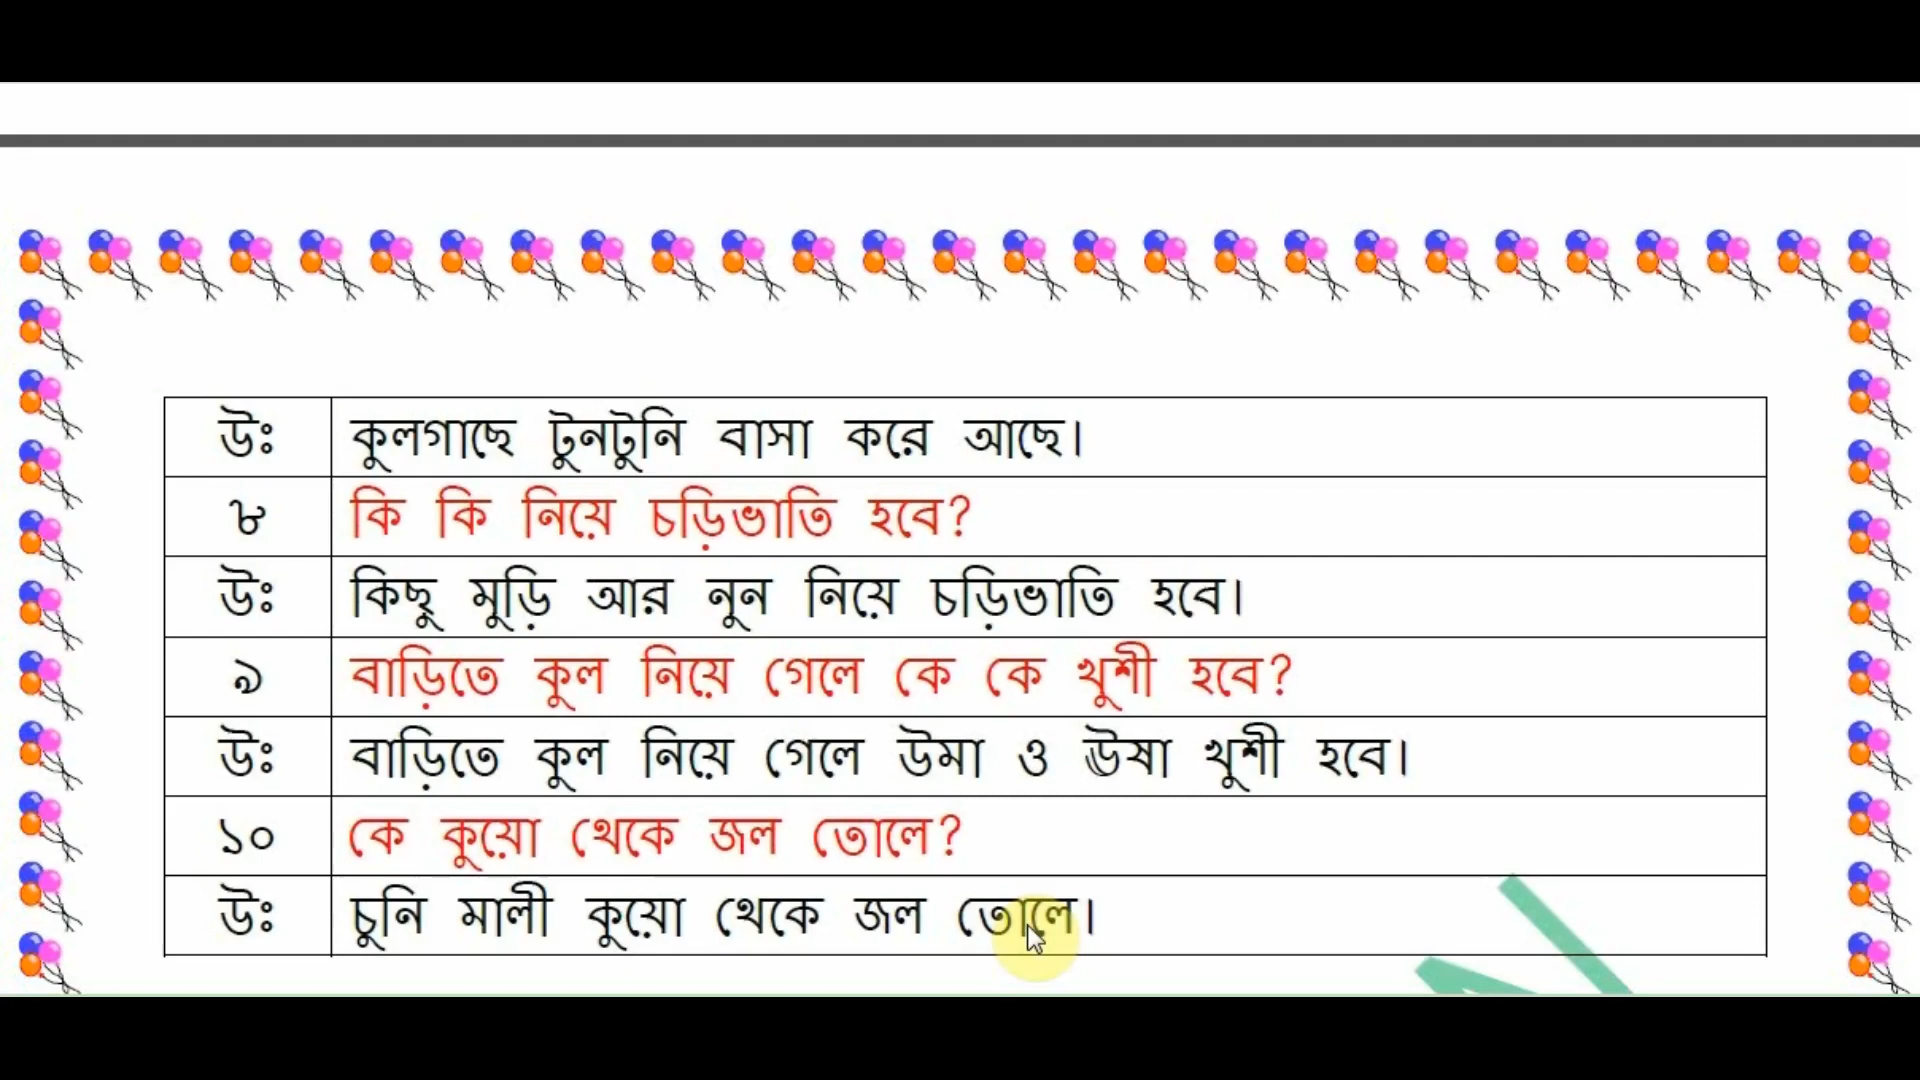 উঃ কুলগাছে টুনটুনি বাসা করে আছে।
৮ কি কি নিয়ে চড়িভাতি হবে?
উঃ কিছু মুড়ি আর নুন নিয়ে চড়িভাতি হবে।
৯ বাড়িতে কুল নিয়ে গেলে কে কে খুশী হবে?
উঃ বাড়িতে কুল নিয়ে গেলে উমা ও ঊষা খুশী হবে।
১০ কে কুয়ো থেকে জল তোলে?
উঃ চুনি মালী কুয়ো থেকে জল তোলে।